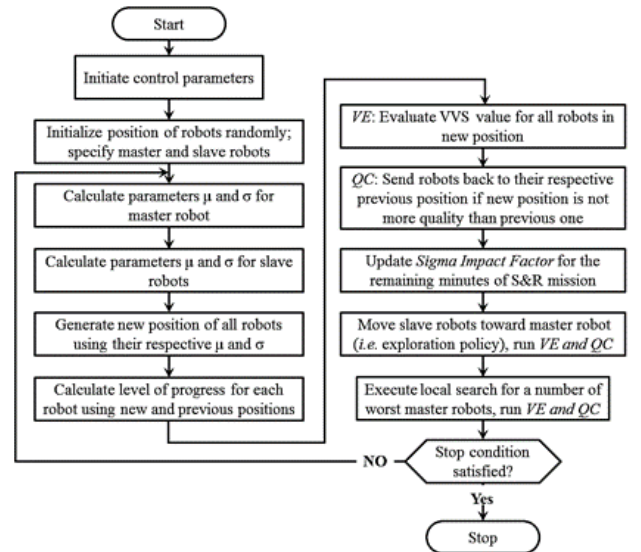 Start
Initiate control parameters
Initialize position of robots randomly;
specify master and slave robots
Calculate parameters μ and σ for
master robot
Calculate parameters μ and σ for slave
robots
Generate new position of all robots
using their respective μ and σ
Calculate level of progress for each
robot using new and previous positions
VE: Evaluate VVS value for all robots in
new position
QC: Send robots back to their respective
previous position if new position is not
more quality than previous one
Update Sigma Impact Factor for the
remaining minutes of S&R mission
Move slave robots toward master robot
(i.e. exploration policy), run VE and QC
Execute local search for a number of
worst master robots, run VE and QC
Stop condition
satisfied?
NO
Yes
Stop